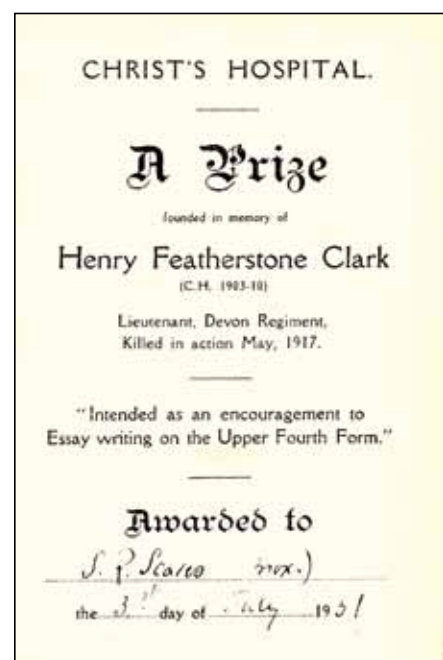 CHRIST'S HOSPITAL.
A Prize
founded in memory of
Henry Featherstone Clark
(C.H. 1903-10)
Lieutenant, Devon Regiment,
Killed in action May, 1917.
"Intended as an encouragement to
Essay writing on the Upper Fourth Form."
Awarded to
S. P.
the 3rd day of July 1931